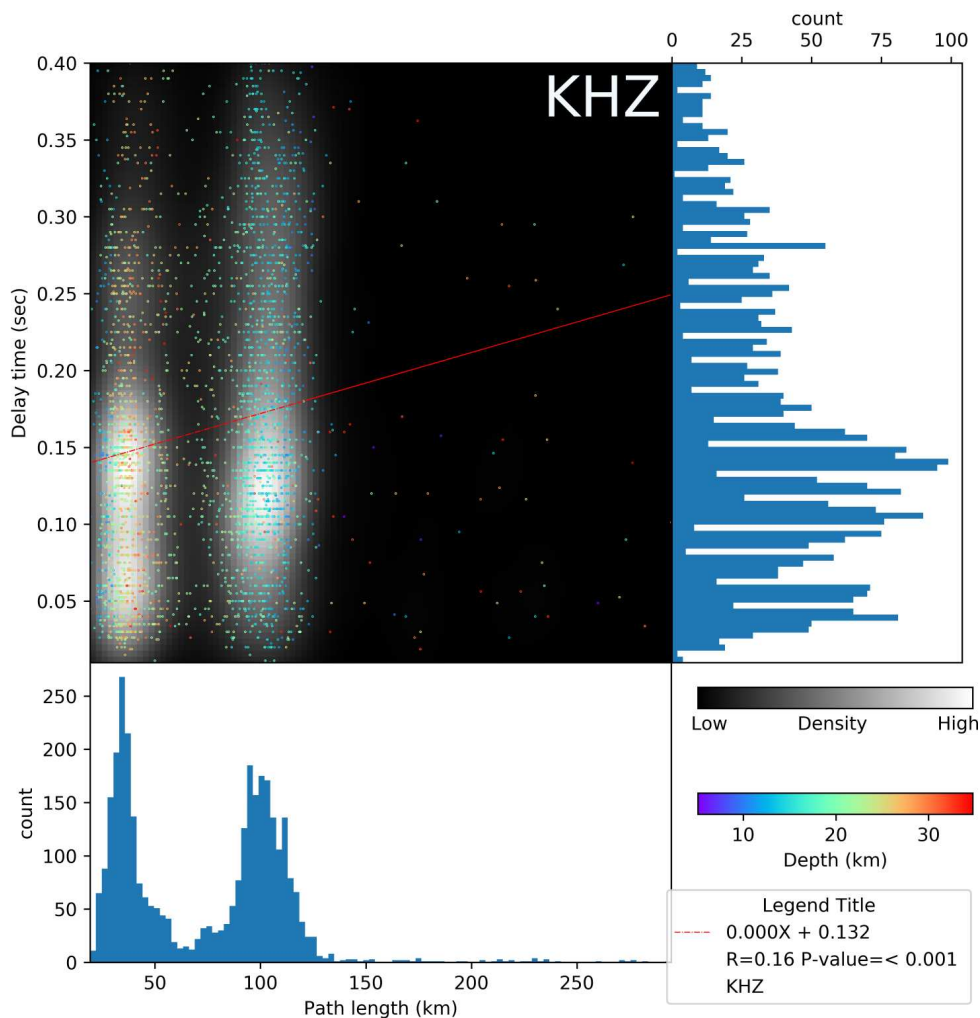 count
0 25 50 75 100
KHZ
0.40
0.35
0.30
0.25
0.20
0.15
0.10
0.05
Delay time (sec)
250
200
150
100
50
0
count
50 100 150 200 250
Path length (km)
Low Density High
10 20 30
Depth (km)
Legend Title
0.000X + 0.132
R=0.16 P-value=< 0.001
KHZ